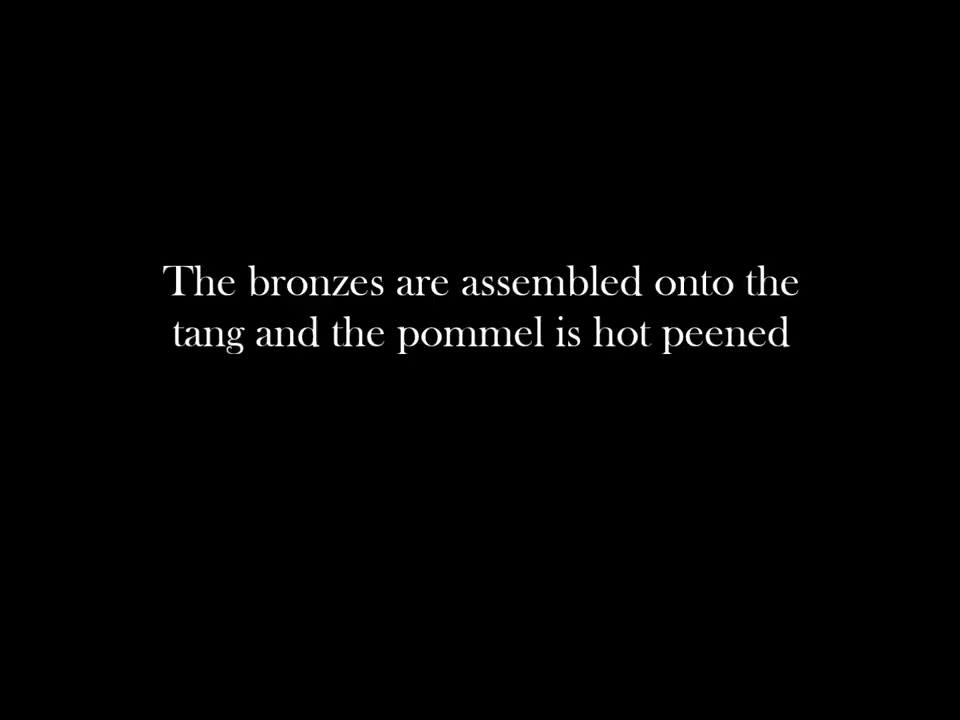 The bronzes are assembled onto the
tang and the pommel is hot peened